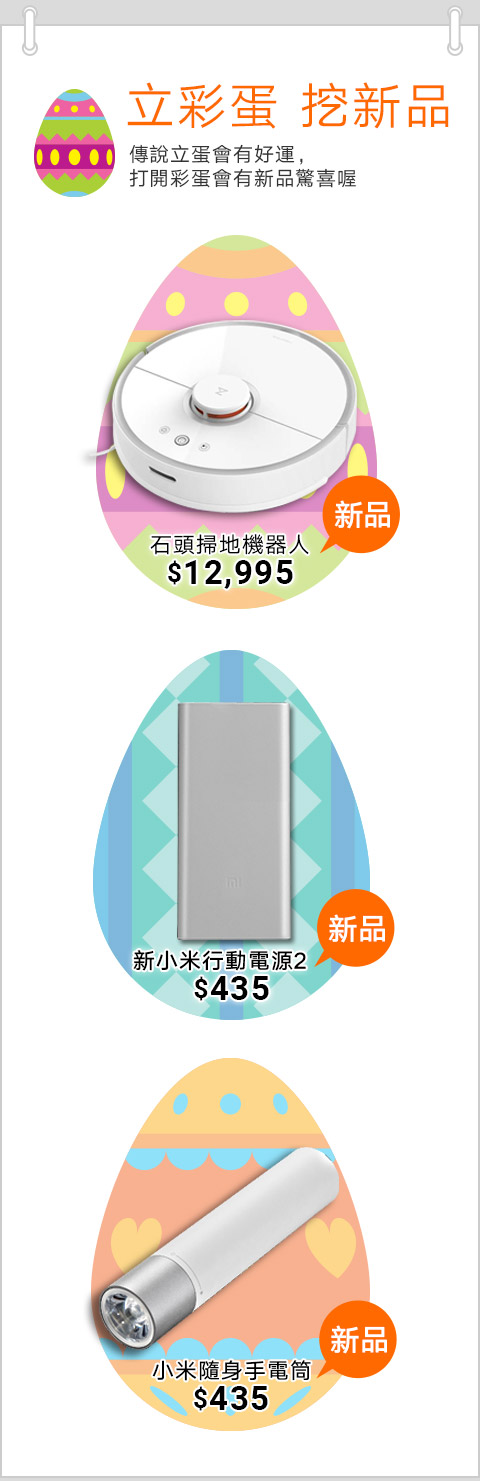 立彩蛋 挖新品
傳說立蛋會有好運，
打開彩蛋會有新品驚喜喔
新品
石頭掃地機器人
$12,995
mi
新品
新小米行動電源2
$435
新品
小米隨身手電筒
$435